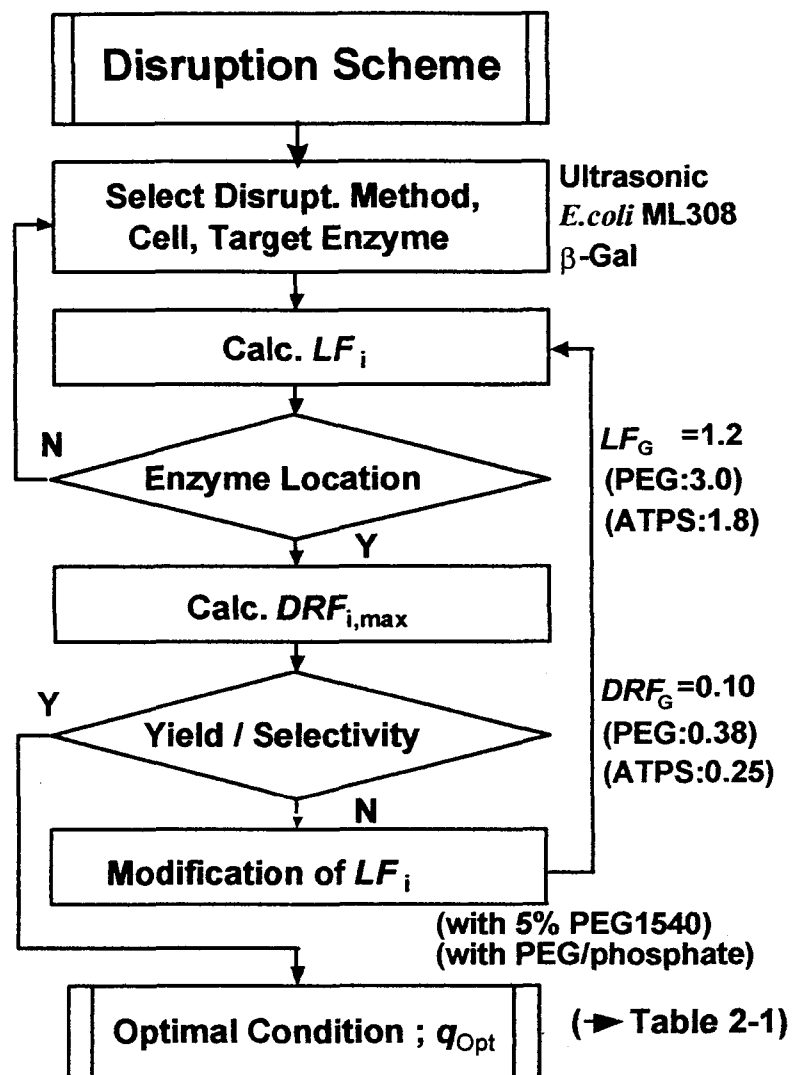 Disruption Scheme
Select Disrupt. Method,
Cell, Target Enzyme
Ultrasonic
E.coli ML308
β-Gal
Calc. LF i
N
Enzyme Location
LFG =1.2
(PEG:3.0)
(ATPS:1.8)
Y
Calc. DRFi,max
Y
Yield / Selectivity
DRFG=0.10
(PEG:0.38)
(ATPS:0.25)
N
Modification of LF i
(with 5% PEG1540)
(with PEG/phosphate)
Optimal Condition ; qOpt
(→ Table 2-1)